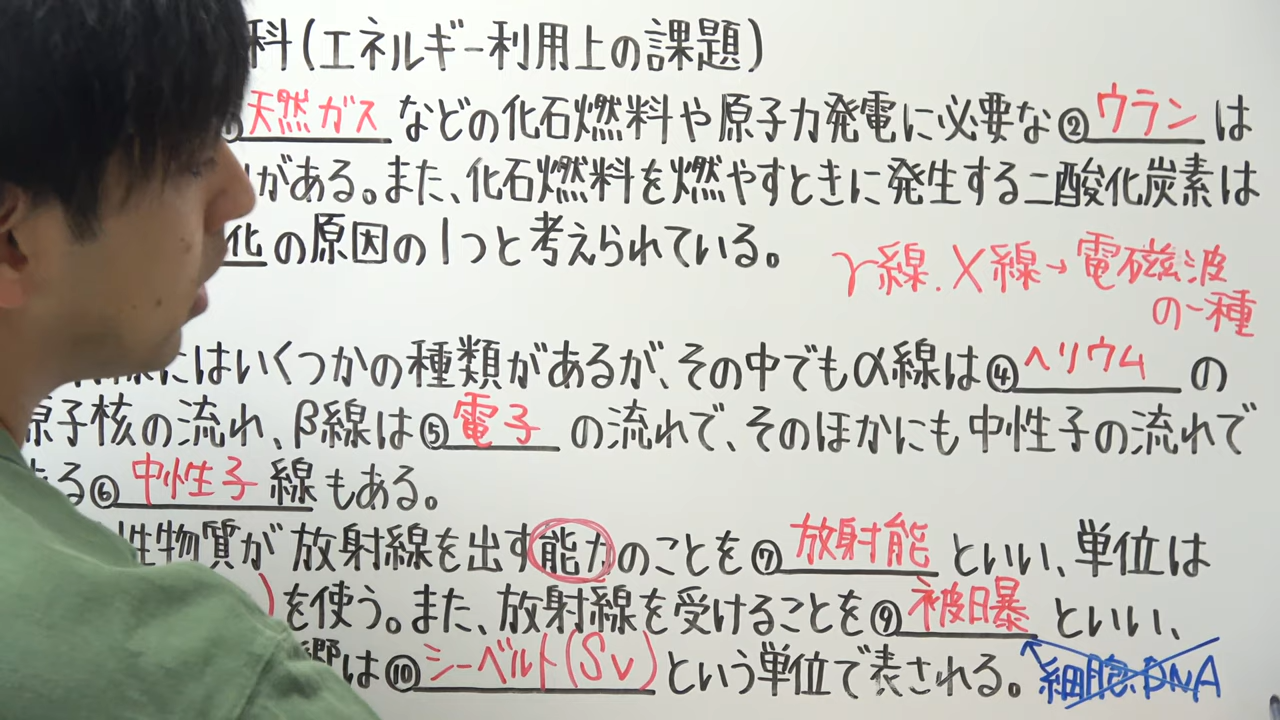 科(エネルギー利用上の課題)
天然ガスなどの化石燃料や原子力発電に必要な②ウランは
がある。また、化石燃料を燃やすときに発生する二酸化炭素は
化の原因の1つと考えられている。
γ線.X線→電磁波
の一種
にはいくつかの種類があるが、その中でもα線は④ヘリウムの
原子核の流れ、β線は⑤電子の流れで、そのほかにも中性子の流れで
ある⑥中性子線もある。
性物質が放射線を出す能力のことを⑦放射能といい、単位は
)を使う。また、放射線を受けることを⑨被曝といい、
響は⑩シーベルト(Sv)という単位で表される。
細胞.DNA